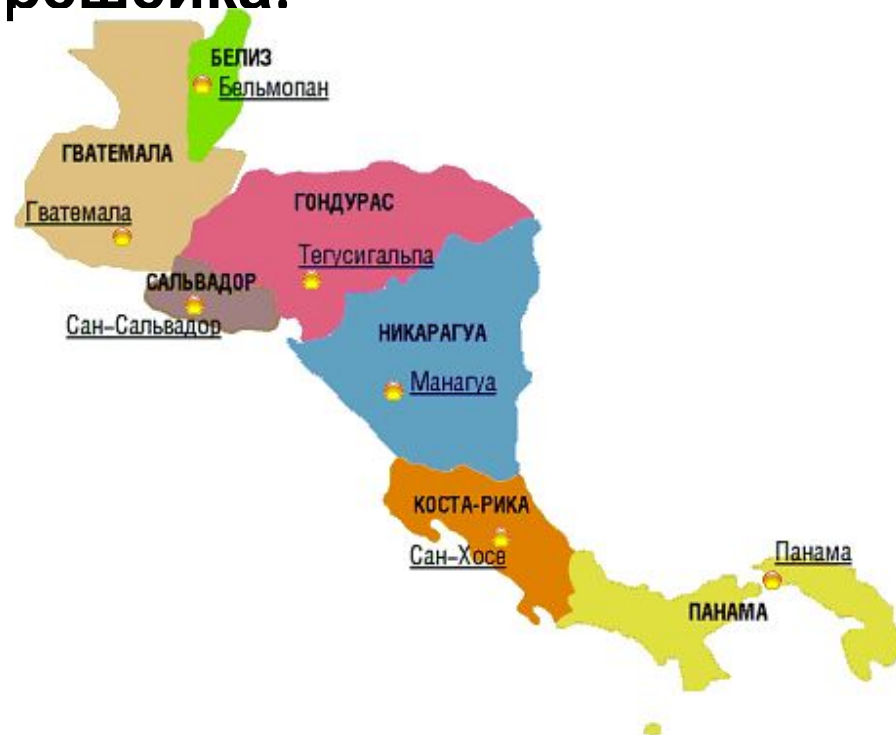 БЕЛИЗ
Бельмопан
ГВАТЕМАЛА
Гватемала
ГОНДУРАС
Тегусигальпа
САЛЬВАДОР
Сан-Сальвадор
НИКАРАГУА
Манагуа
КОСТА-РИКА
Сан-Хосе
Панама
ПАНАМА